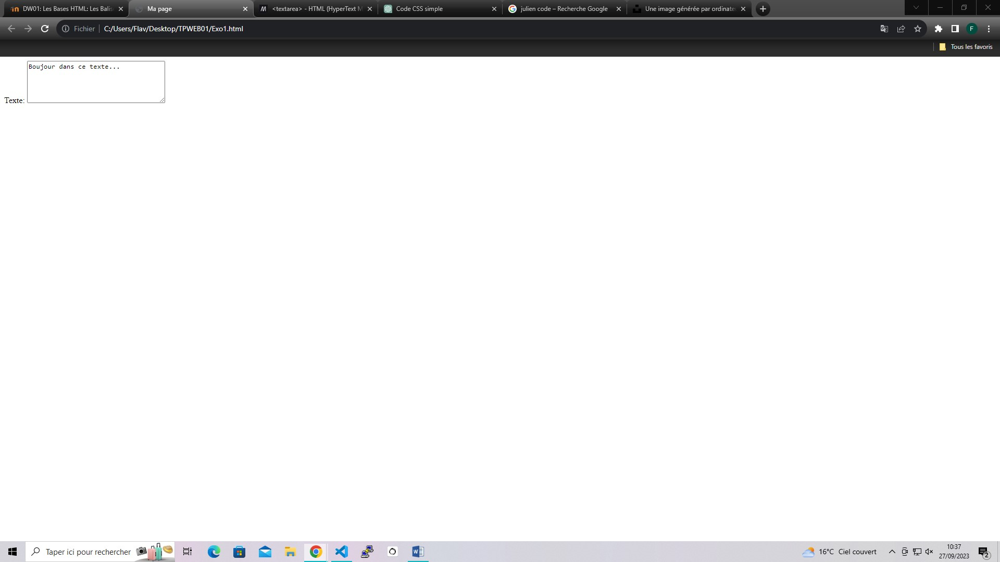 DW01: Les Bases HTML: Les Balis
Ma page
<textarea> - HTML (HyperText M
Code CSS simple
julien code – Recherche Google
Une image générée par ordinate
Fichier
C:/Users/Flav/Desktop/TPWEB01/Exo1.html
F
Tous les favoris
Boujour dans ce texte...
Texte:
Taper ici pour rechercher
16°C Ciel couvert
10:37
27/09/2023
2